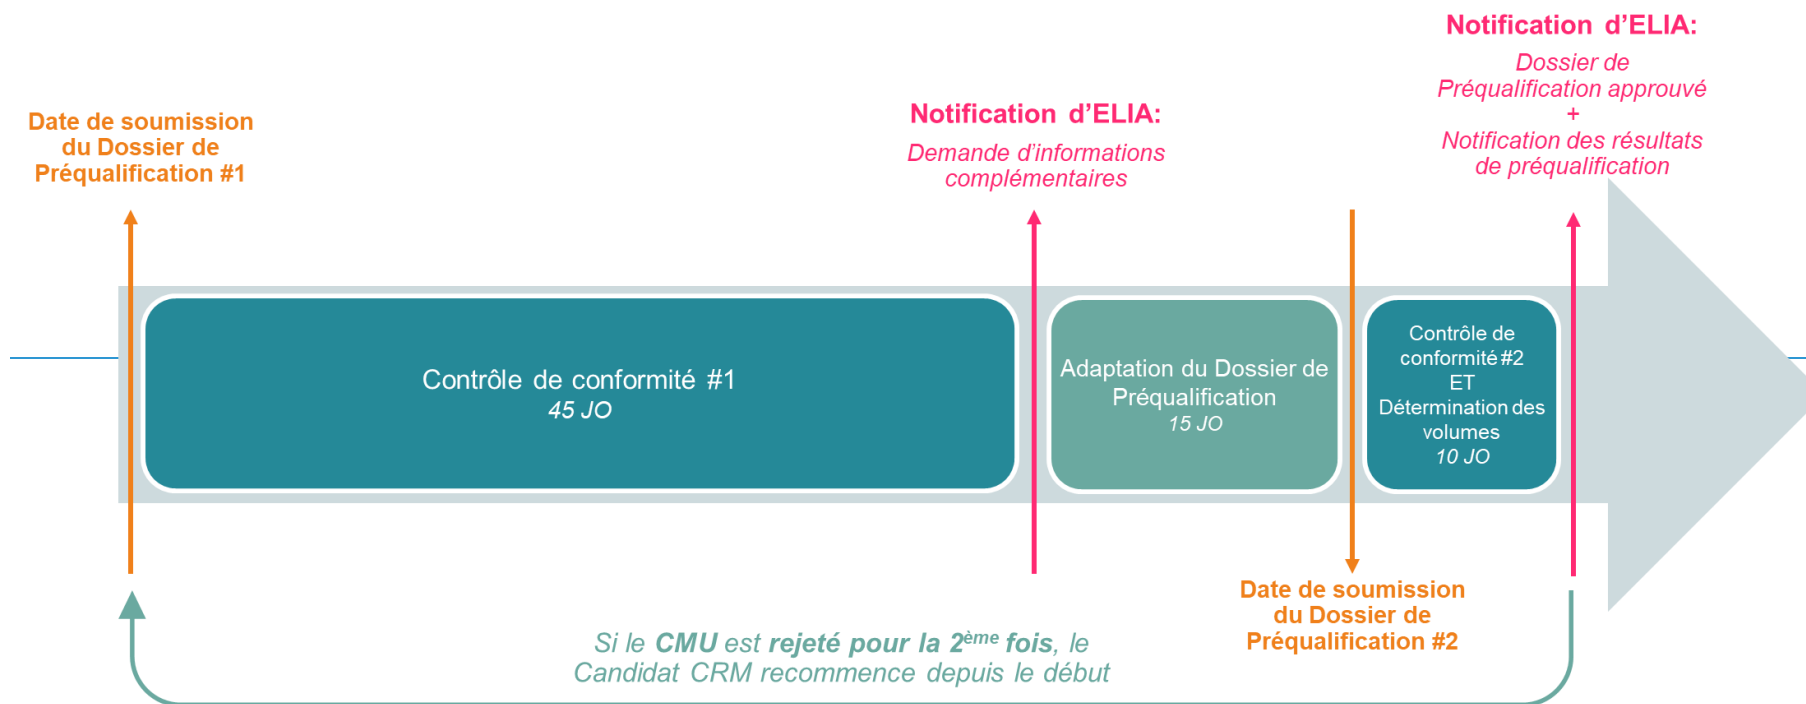 Date de soumission
du Dossier de
Préqualification #1
Notification d’ELIA:
Demande d’informations
complémentaires
Notification d’ELIA:
Dossier de
Préqualification approuvé
+
Notification des résultats
de préqualification
Contrôle de conformité #1
45 JO
Adaptation du Dossier de
Préqualification
15 JO
Contrôle de
conformité #2
ET
Détermination des
volumes
10 JO
Date de soumission
du Dossier de
Préqualification #2
Si le CMU est rejeté pour la 2ème fois, le
Candidat CRM recommence depuis le début